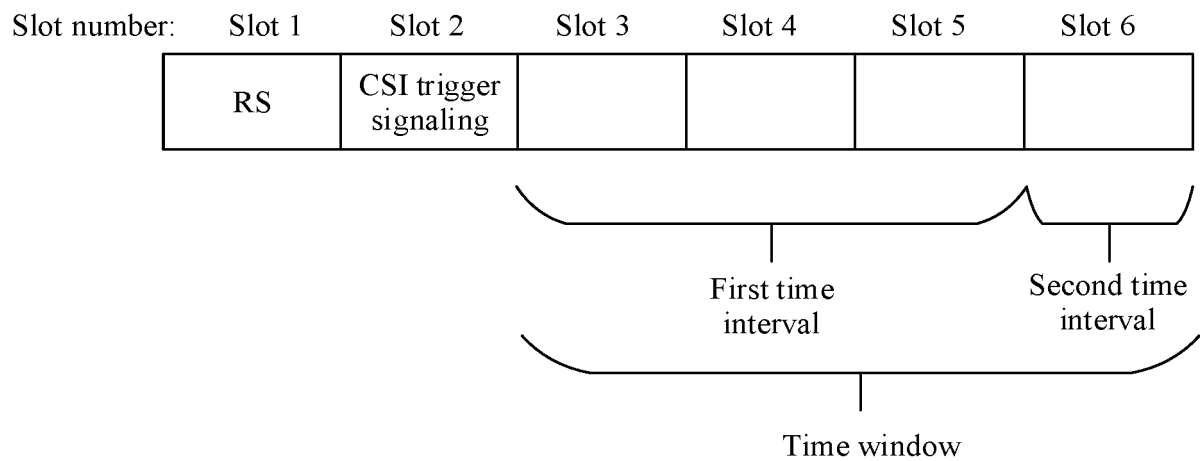 Slot number: Slot 1 Slot 2 Slot 3 Slot 4 Slot 5 Slot 6
RS
CSI trigger
signaling
First time
interval
Second time
interval
Time window